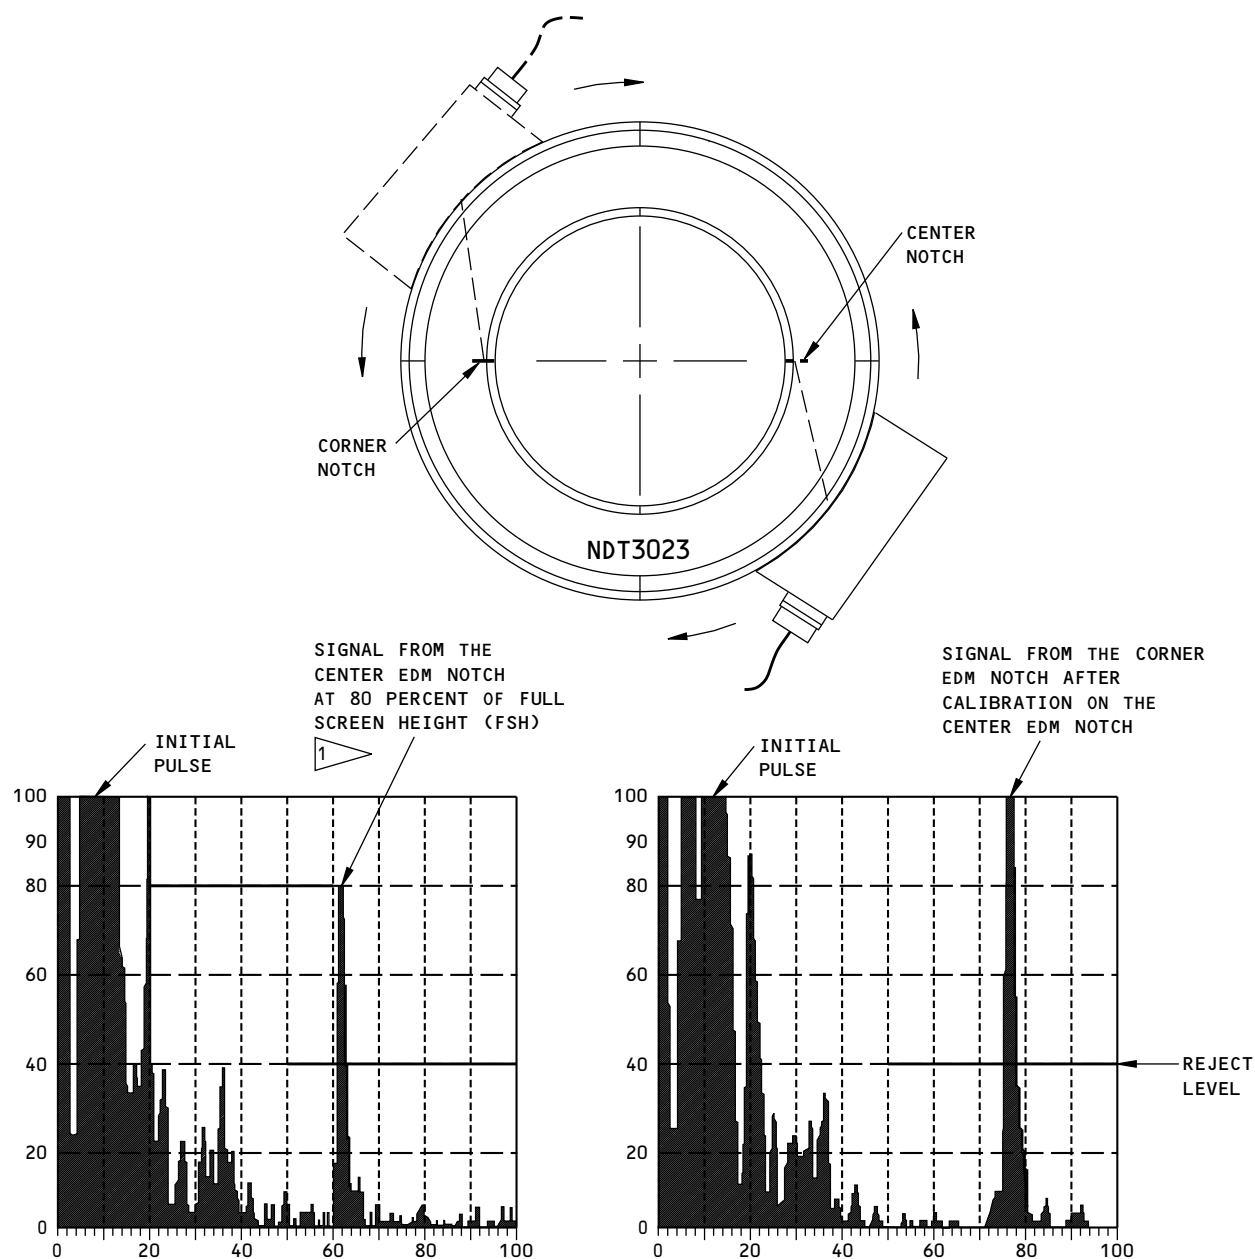 CENTER
NOTCH
CORNER
NOTCH
NDT3023
SIGNAL FROM THE
CENTER EDM NOTCH
AT 80 PERCENT OF FULL
SCREEN HEIGHT (FSH)
1
INITIAL
PULSE
100
90
80
60
40
20
0
0 20 40 60 80 100
SIGNAL FROM THE CORNER
EDM NOTCH AFTER
CALIBRATION ON THE
CENTER EDM NOTCH
INITIAL
PULSE
100
90
80
60
40
20
0
0 20 40 60 80 100
REJECT
LEVEL